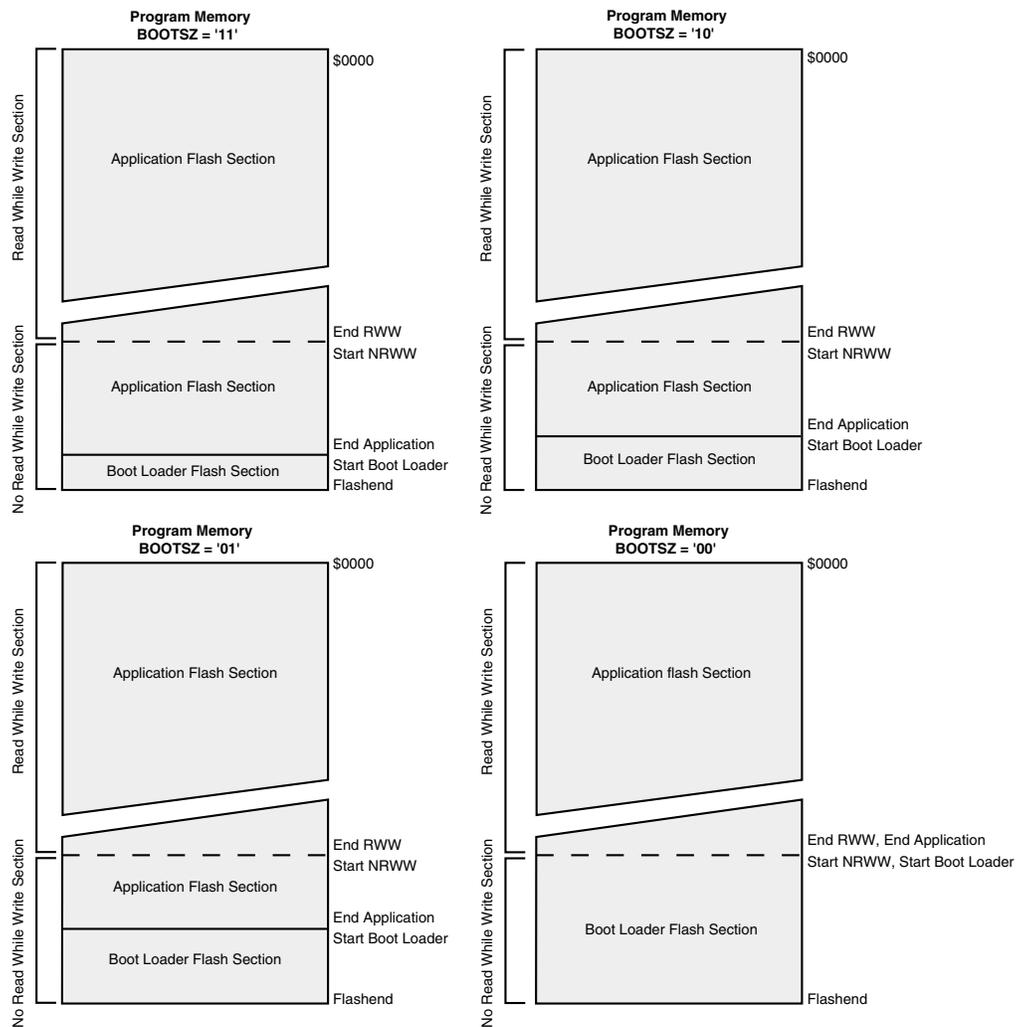 Program Memory
BOOTSZ = '11'
$0000
Read While Write Section
Application Flash Section
End RWW
Start NRWW
No Read While Write Section
Application Flash Section
End Application
Start Boot Loader
Boot Loader Flash Section
Flashend
Program Memory
BOOTSZ = '10'
$0000
Read While Write Section
Application Flash Section
End RWW
Start NRWW
No Read While Write Section
Application Flash Section
End Application
Start Boot Loader
Boot Loader Flash Section
Flashend
Program Memory
BOOTSZ = '01'
$0000
Read While Write Section
Application Flash Section
End RWW
Start NRWW
No Read While Write Section
Application Flash Section
End Application
Start Boot Loader
Boot Loader Flash Section
Flashend
Program Memory
BOOTSZ = '00'
$0000
Read While Write Section
Application flash Section
End RWW, End Application
Start NRWW, Start Boot Loader
No Read While Write Section
Boot Loader Flash Section
Flashend